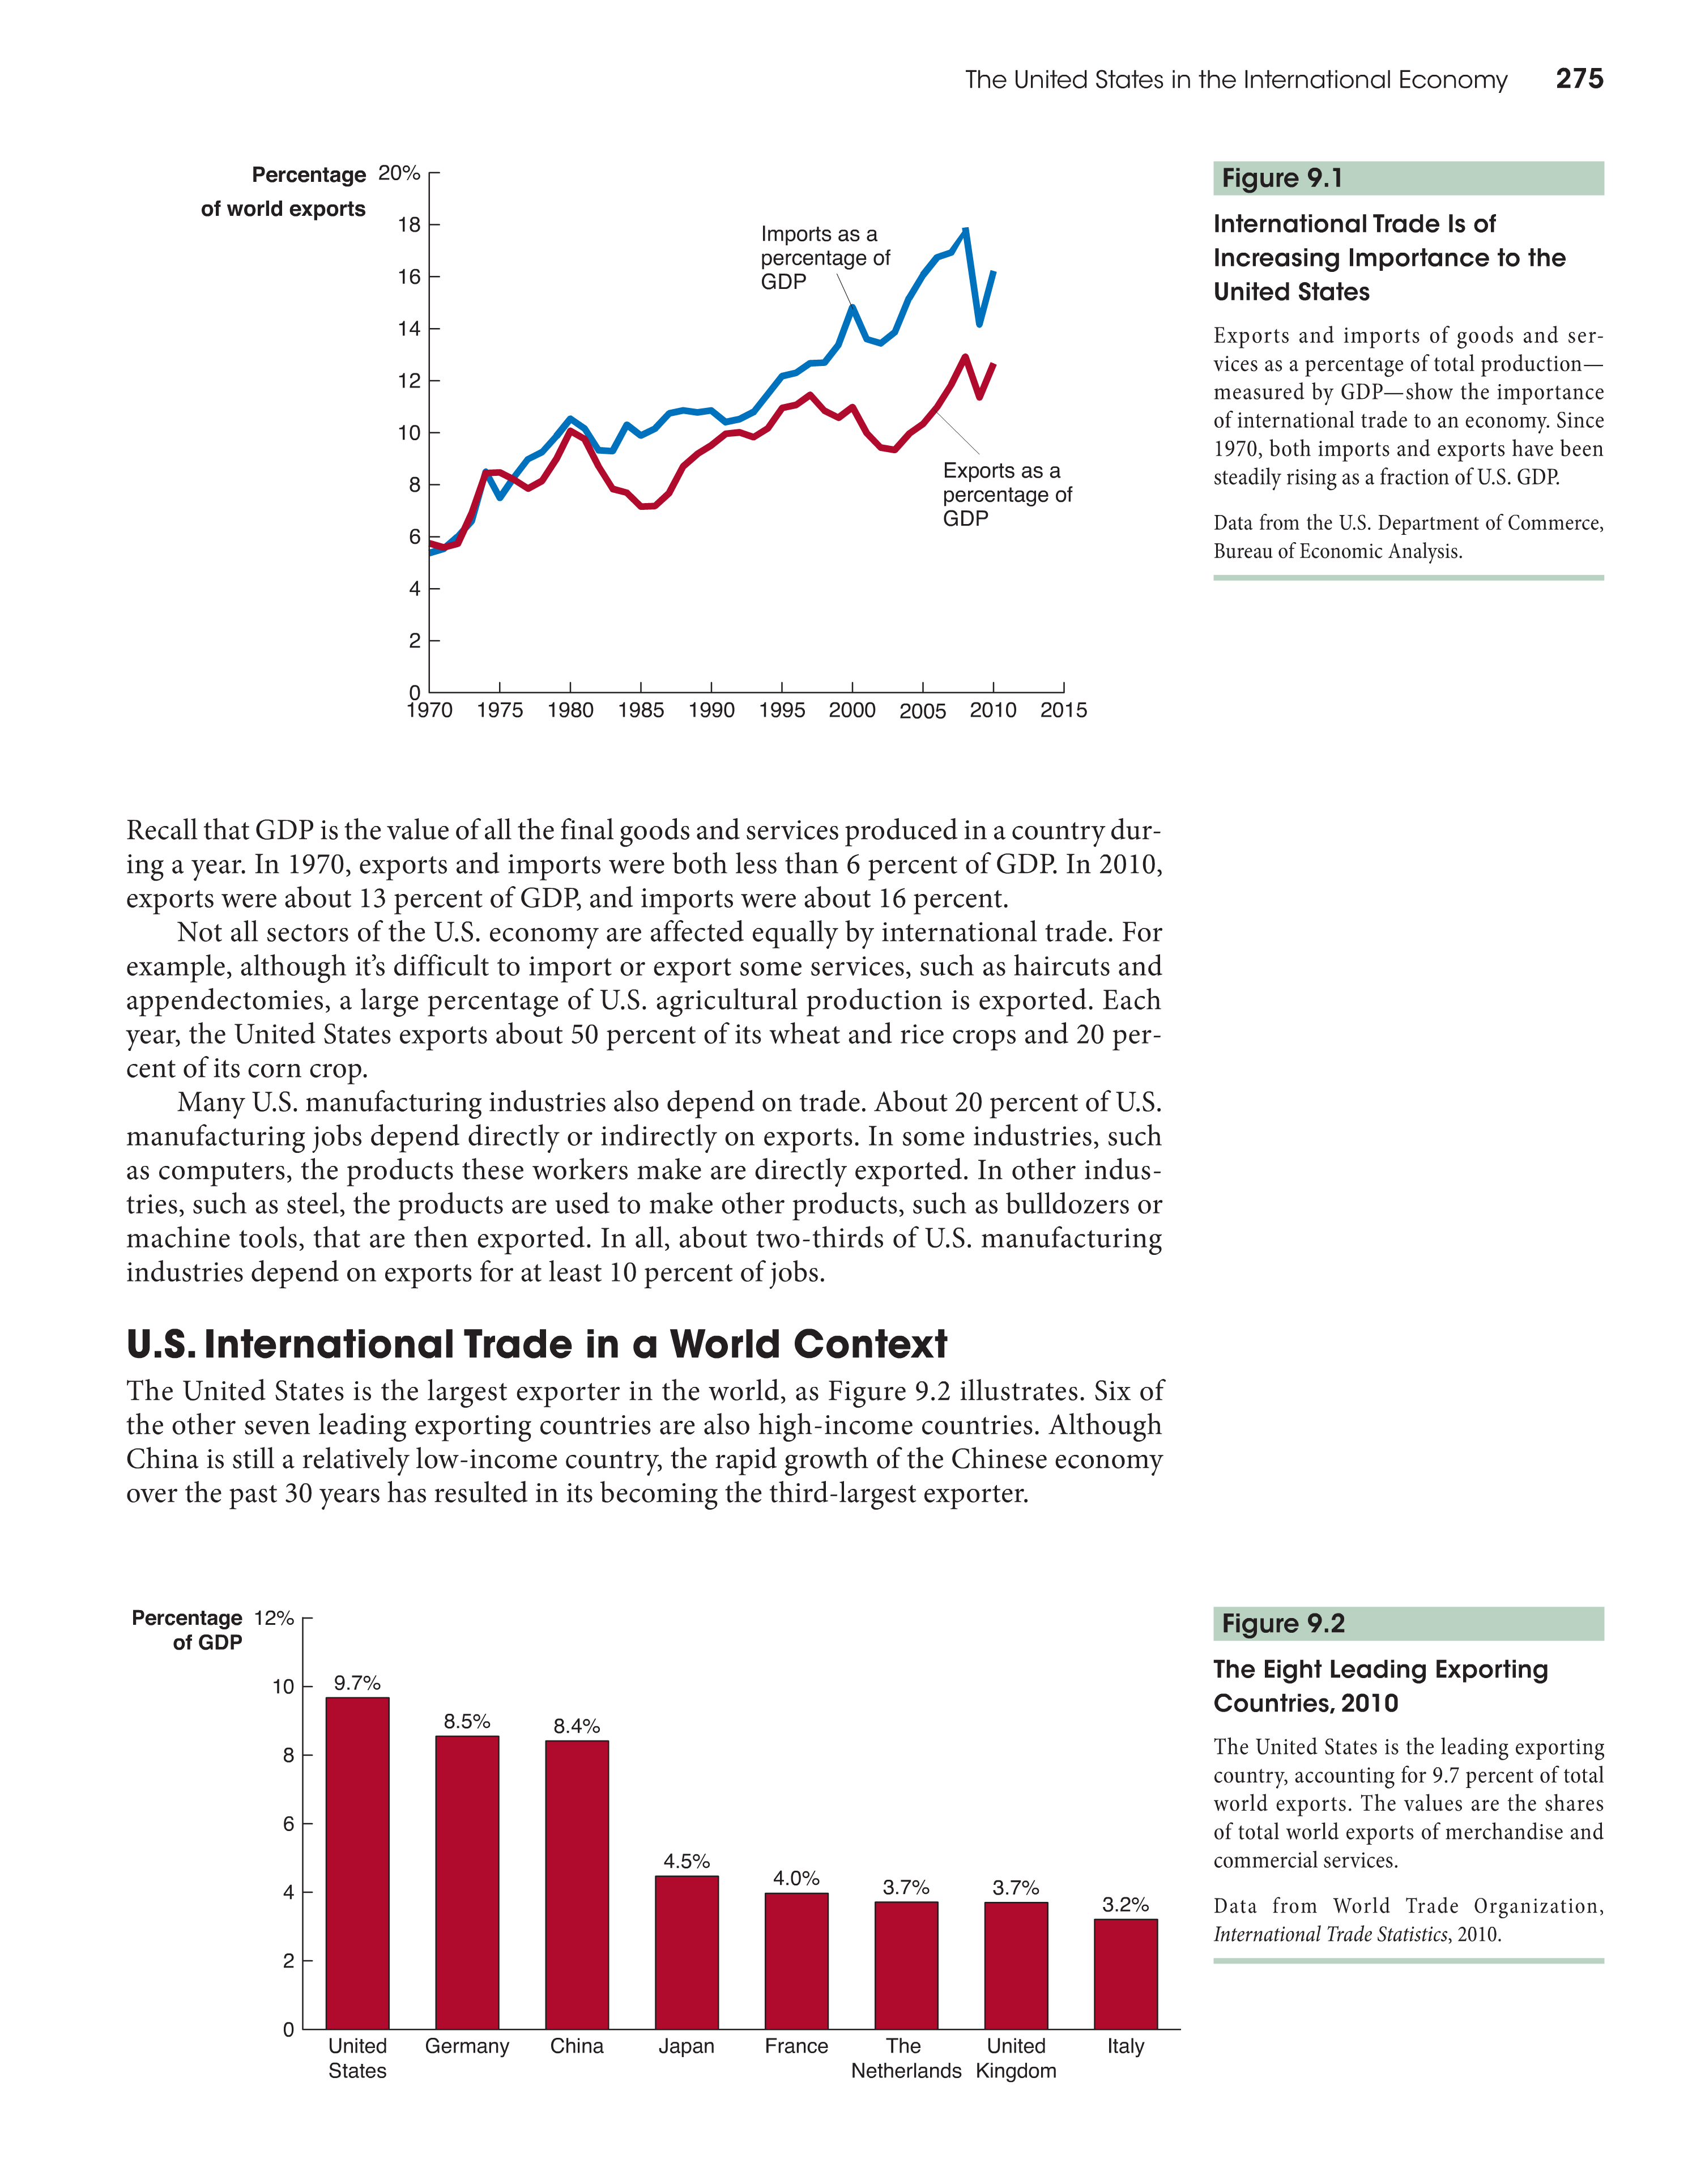 The United States in the International Economy 275
Percentage
of world exports
20%
18
16
14
12
10
8
6
4
2
0
1970 1975 1980 1985 1990 1995 2000 2005 2010 2015
Imports as a
percentage of
GDP
Exports as a
percentage of
GDP
Figure 9.1
International Trade Is of
Increasing Importance to the
United States
Exports and imports of goods and ser-
vices as a percentage of total production—
measured by GDP—show the importance
of international trade to an economy. Since
1970, both imports and exports have been
steadily rising as a fraction of U.S. GDP.
Data from the U.S. Department of Commerce,
Bureau of Economic Analysis.
Recall that GDP is the value of all the final goods and services produced in a country dur-
ing a year. In 1970, exports and imports were both less than 6 percent of GDP. In 2010,
exports were about 13 percent of GDP, and imports were about 16 percent.
Not all sectors of the U.S. economy are affected equally by international trade. For
example, although it’s difficult to import or export some services, such as haircuts and
appendectomies, a large percentage of U.S. agricultural production is exported. Each
year, the United States exports about 50 percent of its wheat and rice crops and 20 per-
cent of its corn crop.
Many U.S. manufacturing industries also depend on trade. About 20 percent of U.S.
manufacturing jobs depend directly or indirectly on exports. In some industries, such
as computers, the products these workers make are directly exported. In other indus-
tries, such as steel, the products are used to make other products, such as bulldozers or
machine tools, that are then exported. In all, about two-thirds of U.S. manufacturing
industries depend on exports for at least 10 percent of jobs.
U.S. International Trade in a World Context
The United States is the largest exporter in the world, as Figure 9.2 illustrates. Six of
the other seven leading exporting countries are also high-income countries. Although
China is still a relatively low-income country, the rapid growth of the Chinese economy
over the past 30 years has resulted in its becoming the third-largest exporter.
Percentage
of GDP
12%
10
8
6
4
2
0
9.7%
8.5%
8.4%
4.5%
4.0%
3.7%
3.7%
3.2%
United
States
Germany
China
Japan
France
The
Netherlands
United
Kingdom
Italy
Figure 9.2
The Eight Leading Exporting
Countries, 2010
The United States is the leading exporting
country, accounting for 9.7 percent of total
world exports. The values are the shares
of total world exports of merchandise and
commercial services.
Data from World Trade Organization,
International Trade Statistics, 2010.